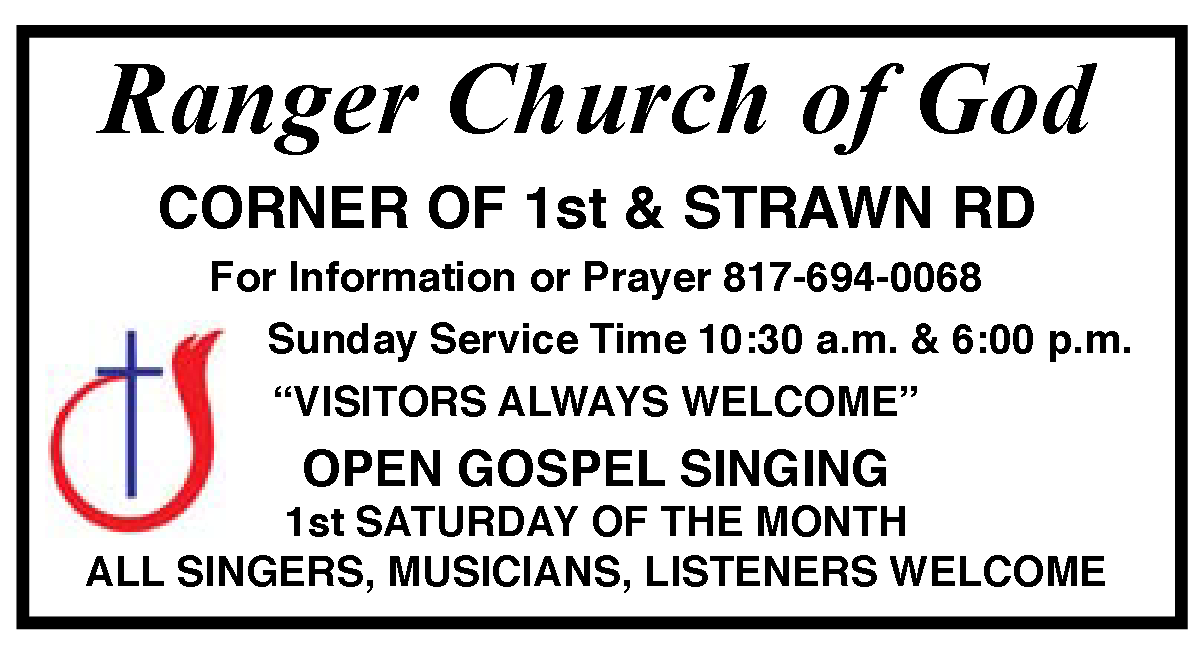 Ranger Church of God
CORNER OF 1st & STRAWN RD
For Information or Prayer 817-694-0068
Sunday Service Time 10:30 a.m. & 6:00 p.m.
“VISITORS ALWAYS WELCOME”
OPEN GOSPEL SINGING
1st SATURDAY OF THE MONTH
ALL SINGERS, MUSICIANS, LISTENERS WELCOME